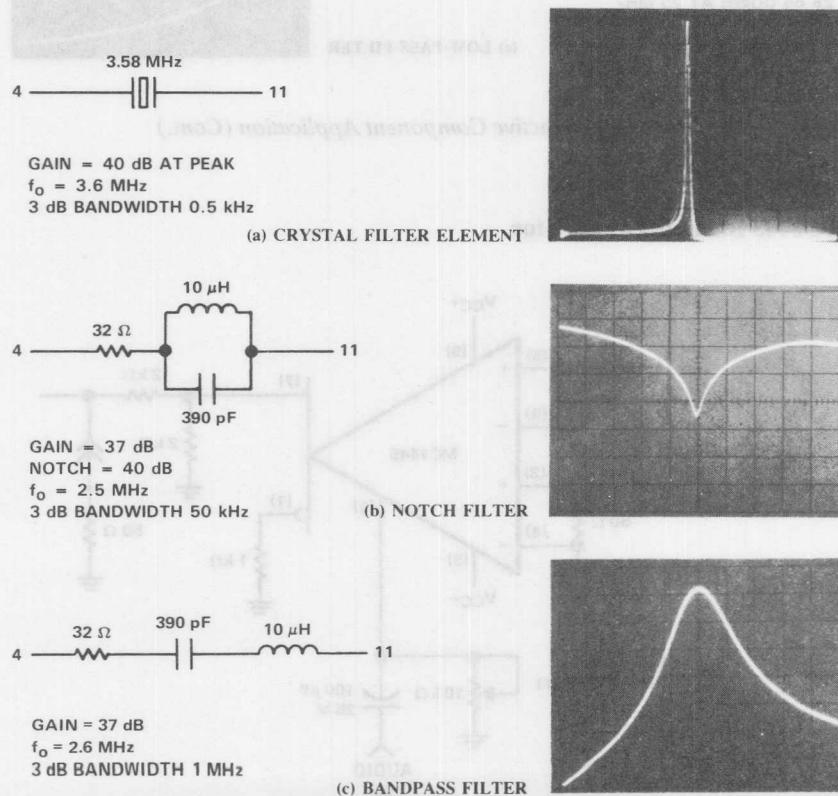 3.58 MHz
4
11
GAIN = 40 dB AT PEAK
fo = 3.6 MHz
3 dB BANDWIDTH 0.5 kHz
(a) CRYSTAL FILTER ELEMENT
10 μH
32 Ω
4
11
390 pF
GAIN = 37 dB
NOTCH = 40 dB
fo = 2.5 MHz
3 dB BANDWIDTH 50 kHz
(b) NOTCH FILTER
390 pF
10 μH
32 Ω
4
11
GAIN = 37 dB
fo = 2.6 MHz
3 dB BANDWIDTH 1 MHz
(c) BANDPASS FILTER